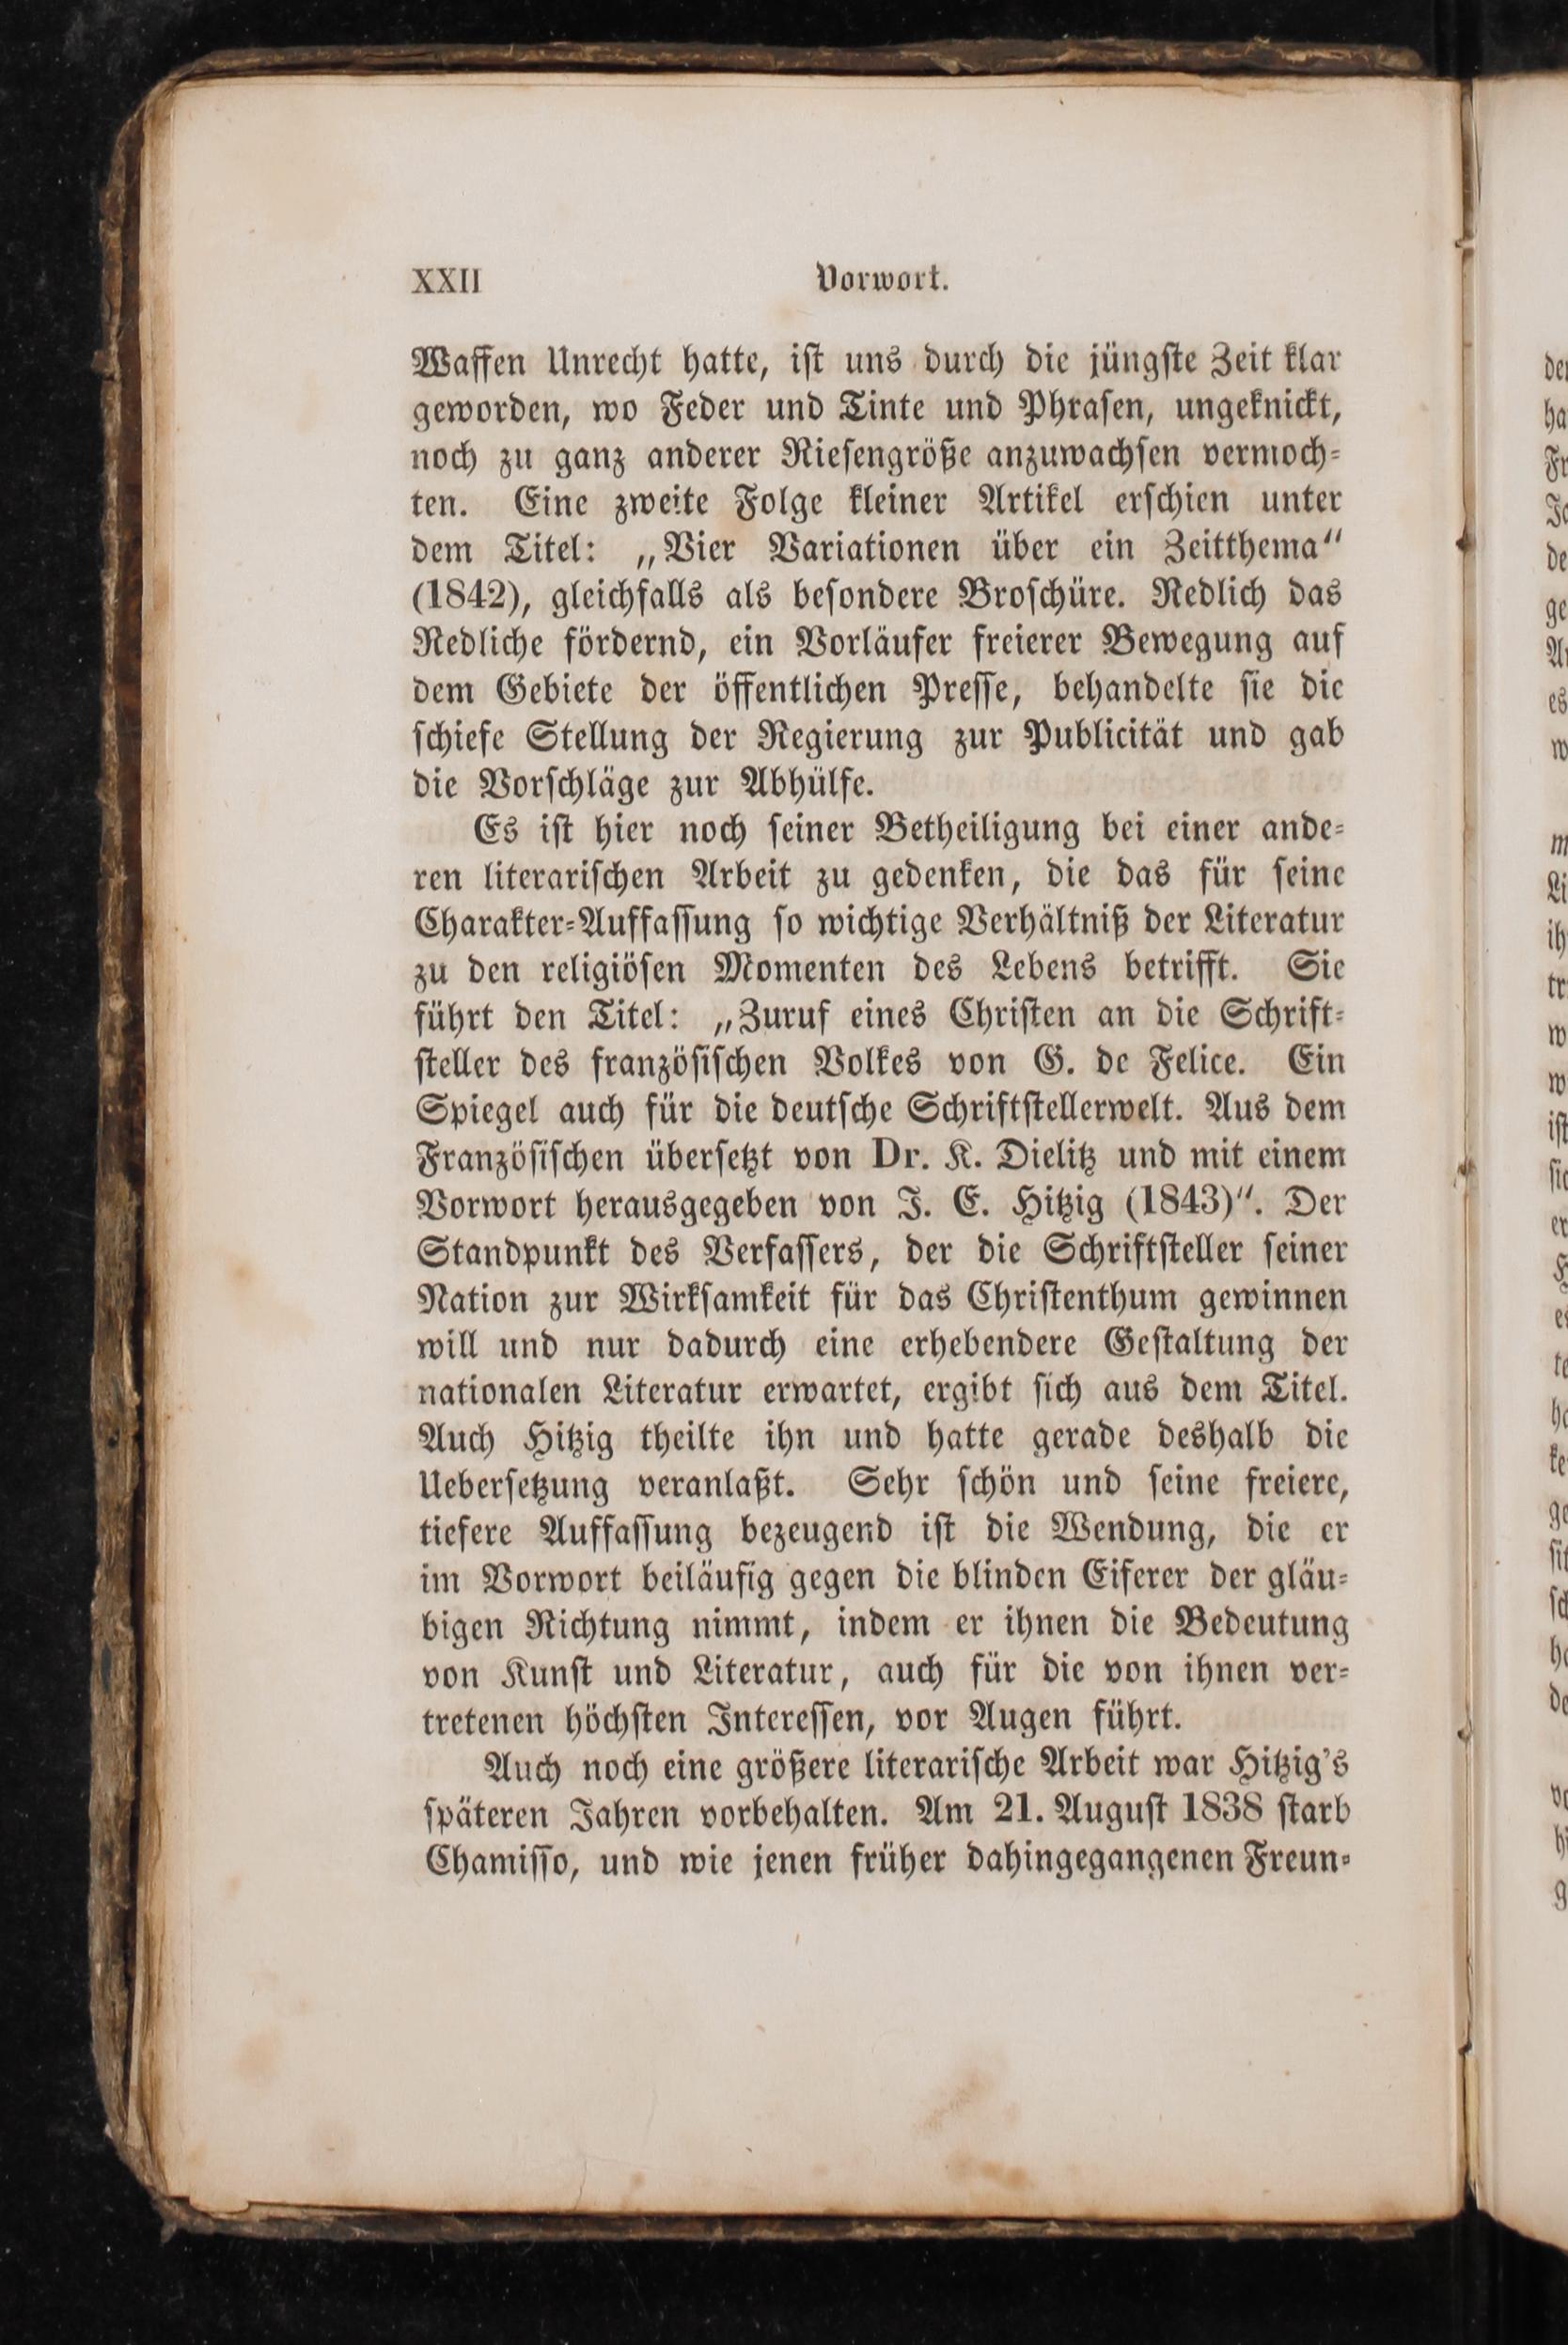 XXII Vorwort.
Waffen Unrecht hatte, iſt uns durch die jüngſte Zeit klar
geworden, wo Feder und Tinte und Phraſen, ungeknickt,
noch zu ganz anderer Rieſengröße anzuwachſen vermoch-
ten. Eine zweite Folge kleiner Artikel erſchien unter
dem Titel: „Vier Variationen über ein Zeitthema“
(1842), gleichfalls als beſondere Broſchüre. Redlich das
Redliche fördernd, ein Vorläufer freierer Bewegung auf
dem Gebiete der öffentlichen Preſſe, behandelte ſie die
ſchiefe Stellung der Regierung zur Publicität und gab
die Vorſchläge zur Abhülfe.
Es iſt hier noch ſeiner Betheiligung bei einer ande-
ren literariſchen Arbeit zu gedenken, die das für ſeine
Charakter-Auffaſſung ſo wichtige Verhältniß der Literatur
zu den religiöſen Momenten des Lebens betrifft. Sie
führt den Titel: „Zuruf eines Chriſten an die Schrift-
ſteller des franzöſiſchen Volkes von G. de Felice. Ein
Spiegel auch für die deutſche Schriftſtellerwelt. Aus dem
Franzöſiſchen überſetzt von Dr. K. Dielitz und mit einem
Vorwort herausgegeben von J. E. Hitzig (1843)“. Der
Standpunkt des Verfaſſers, der die Schriftſteller ſeiner
Nation zur Wirkſamkeit für das Chriſtenthum gewinnen
will und nur dadurch eine erhebendere Geſtaltung der
nationalen Literatur erwartet, ergibt ſich aus dem Titel.
Auch Hitzig theilte ihn und hatte gerade deshalb die
Ueberſetzung veranlaßt. Sehr ſchön und ſeine freiere,
tiefere Auffaſſung bezeugend iſt die Wendung, die er
im Vorwort beiläufig gegen die blinden Eiferer der gläu-
bigen Richtung nimmt, indem er ihnen die Bedeutung
von Kunſt und Literatur, auch für die von ihnen ver-
tretenen höchſten Intereſſen, vor Augen führt.
Auch noch eine größere literariſche Arbeit war Hitzig's
ſpäteren Jahren vorbehalten. Am 21. Auguſt 1838 ſtarb
Chamiſſo, und wie jenen früher dahingegangenen Freun-